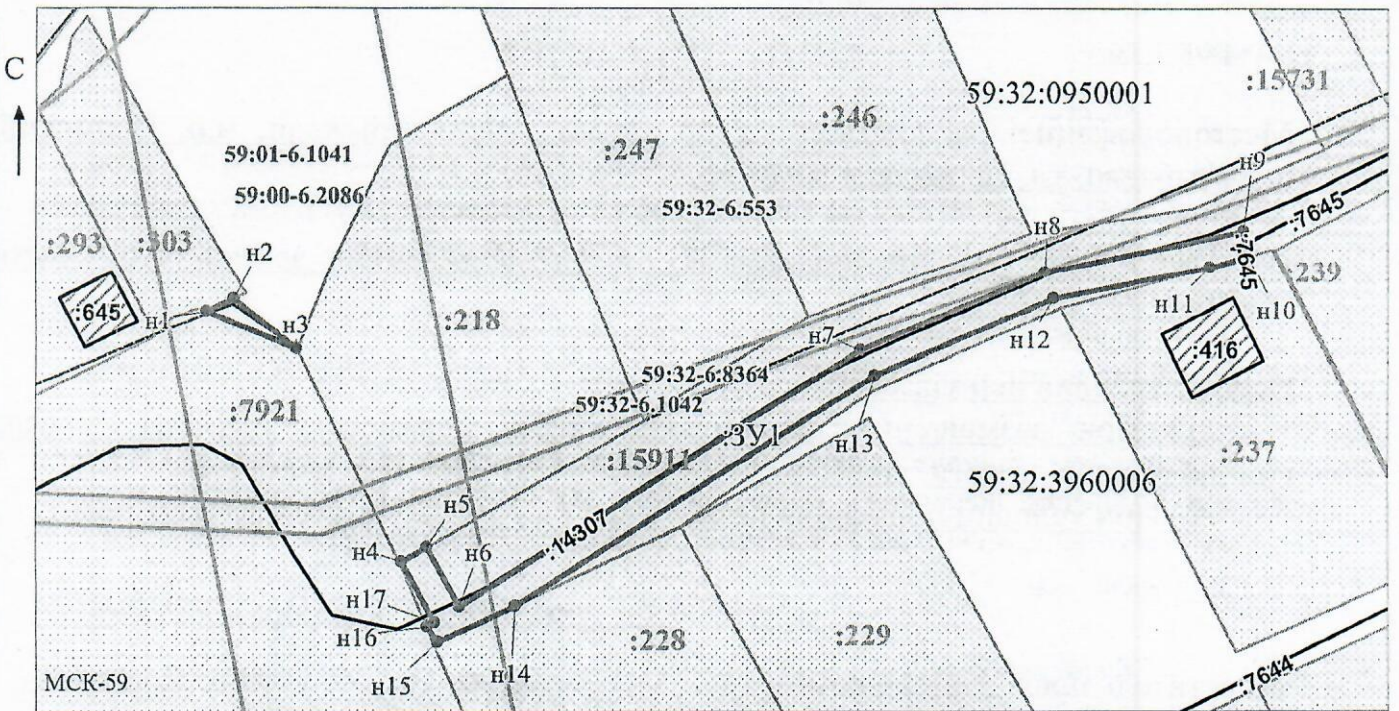 С
59:32:0950001
:15731
:246
:247
59:01-6.1041
59:00-6.2086
59:32-6.553
:293
:303
:645
н1
н2
н3
:218
н8
н9
:7645
:7645
:239
н10
н11
н12
:416
н7
59:32-6:8364
59:32-6.1042
:7921
:ЗУ1
н13
:15911
:237
59:32:3960006
н5
н4
:14307
н6
н17
н16
н15
н14
:228
:229
:7644
МСК-59